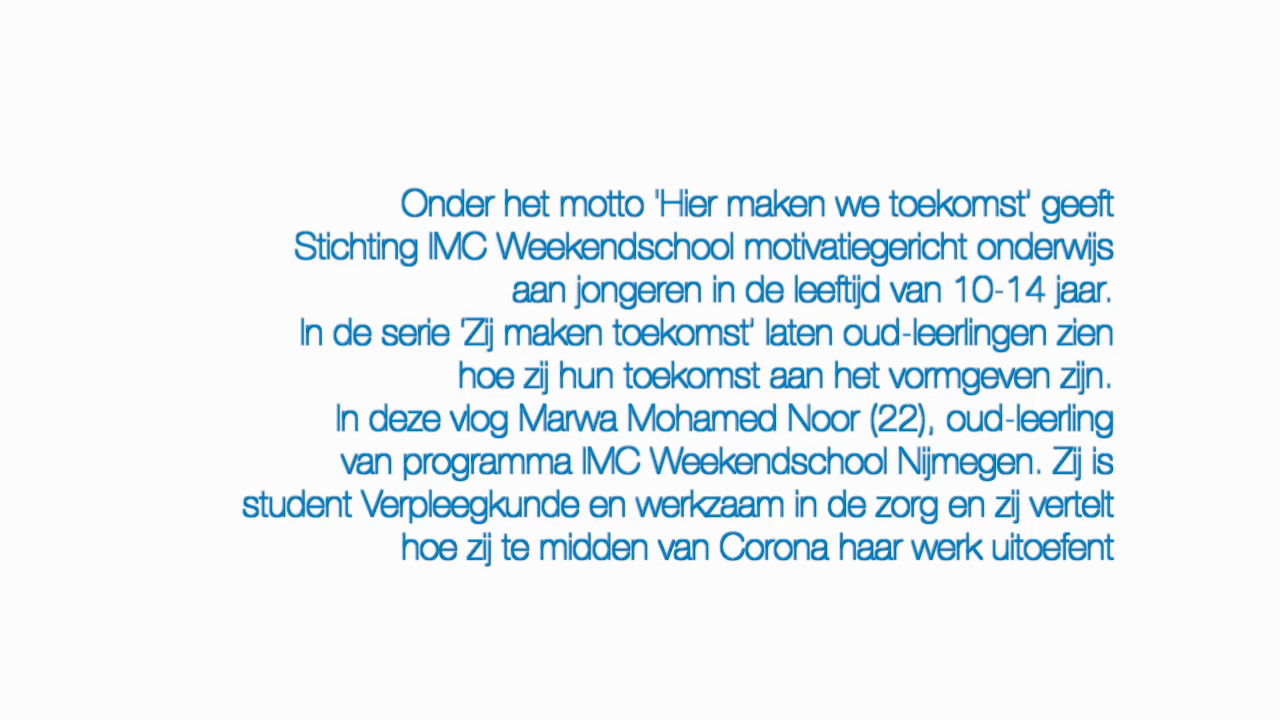 Onder het motto 'Hier maken we toekomst' geeft
Stichting IMC Weekendschool motivatiegericht onderwijs
aan jongeren in de leeftijd van 10-14 jaar.
In de serie 'Zij maken toekomst' laten oud-leerlingen zien
hoe zij hun toekomst aan het vormgeven zijn.
In deze vlog Marwa Mohamed Noor (22), oud-leerling
van programma IMC Weekendschool Nijmegen. Zij is
student Verpleegkunde en werkzaam in de zorg en zij vertelt
hoe zij te midden van Corona haar werk uitoefent